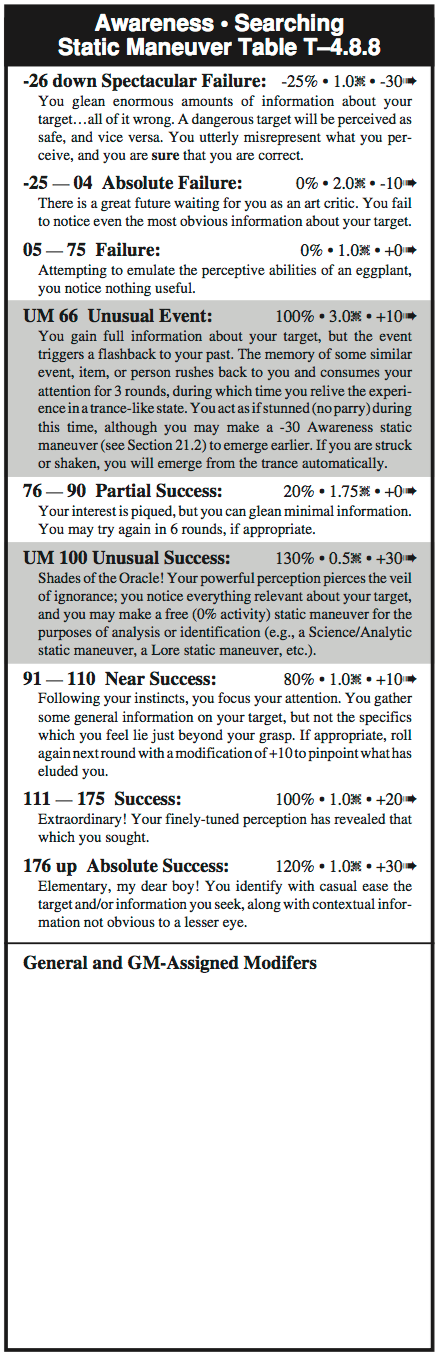 Awareness • Searching
Static Maneuver Table T–4.8.8
-26 down Spectacular Failure: -25% • 1.0⌘ • -30➠
You glean enormous amounts of information about your
target…all of it wrong. A dangerous target will be perceived as
safe, and vice versa. You utterly misrepresent what you per-
ceive, and you are sure that you are correct.
-25 — 04 Absolute Failure: 0% • 2.0⌘ • -10➠
There is a great future waiting for you as an art critic. You fail
to notice even the most obvious information about your target.
05 — 75 Failure: 0% • 1.0⌘ • +0➠
Attempting to emulate the perceptive abilities of an eggplant,
you notice nothing useful.
UM 66 Unusual Event: 100% • 3.0⌘ • +10➠
You gain full information about your target, but the event
triggers a flashback to your past. The memory of some similar
event, item, or person rushes back to you and consumes your
attention for 3 rounds, during which time you relive the experi-
ence in a trance-like state. You act as if stunned (no parry) during
this time, although you may make a -30 Awareness static
maneuver (see Section 21.2) to emerge earlier. If you are struck
or shaken, you will emerge from the trance automatically.
76 — 90 Partial Success: 20% • 1.75⌘ • +0➠
Your interest is piqued, but you can glean minimal information.
You may try again in 6 rounds, if appropriate.
UM 100 Unusual Success: 130% • 0.5⌘ • +30➠
Shades of the Oracle! Your powerful perception pierces the veil
of ignorance; you notice everything relevant about your target,
and you may make a free (0% activity) static maneuver for the
purposes of analysis or identification (e.g., a Science/Analytic
static maneuver, a Lore static maneuver, etc.).
91 — 110 Near Success: 80% • 1.0⌘ • +10➠
Following your instincts, you focus your attention. You gather
some general information on your target, but not the specifics
which you feel lie just beyond your grasp. If appropriate, roll
again next round with a modification of +10 to pinpoint what has
eluded you.
111 — 175 Success: 100% • 1.0⌘ • +20➠
Extraordinary! Your finely-tuned perception has revealed that
which you sought.
176 up Absolute Success: 120% • 1.0⌘ • +30➠
Elementary, my dear boy! You identify with casual ease the
target and/or information you seek, along with contextual infor-
mation not obvious to a lesser eye.
General and GM-Assigned Modifers